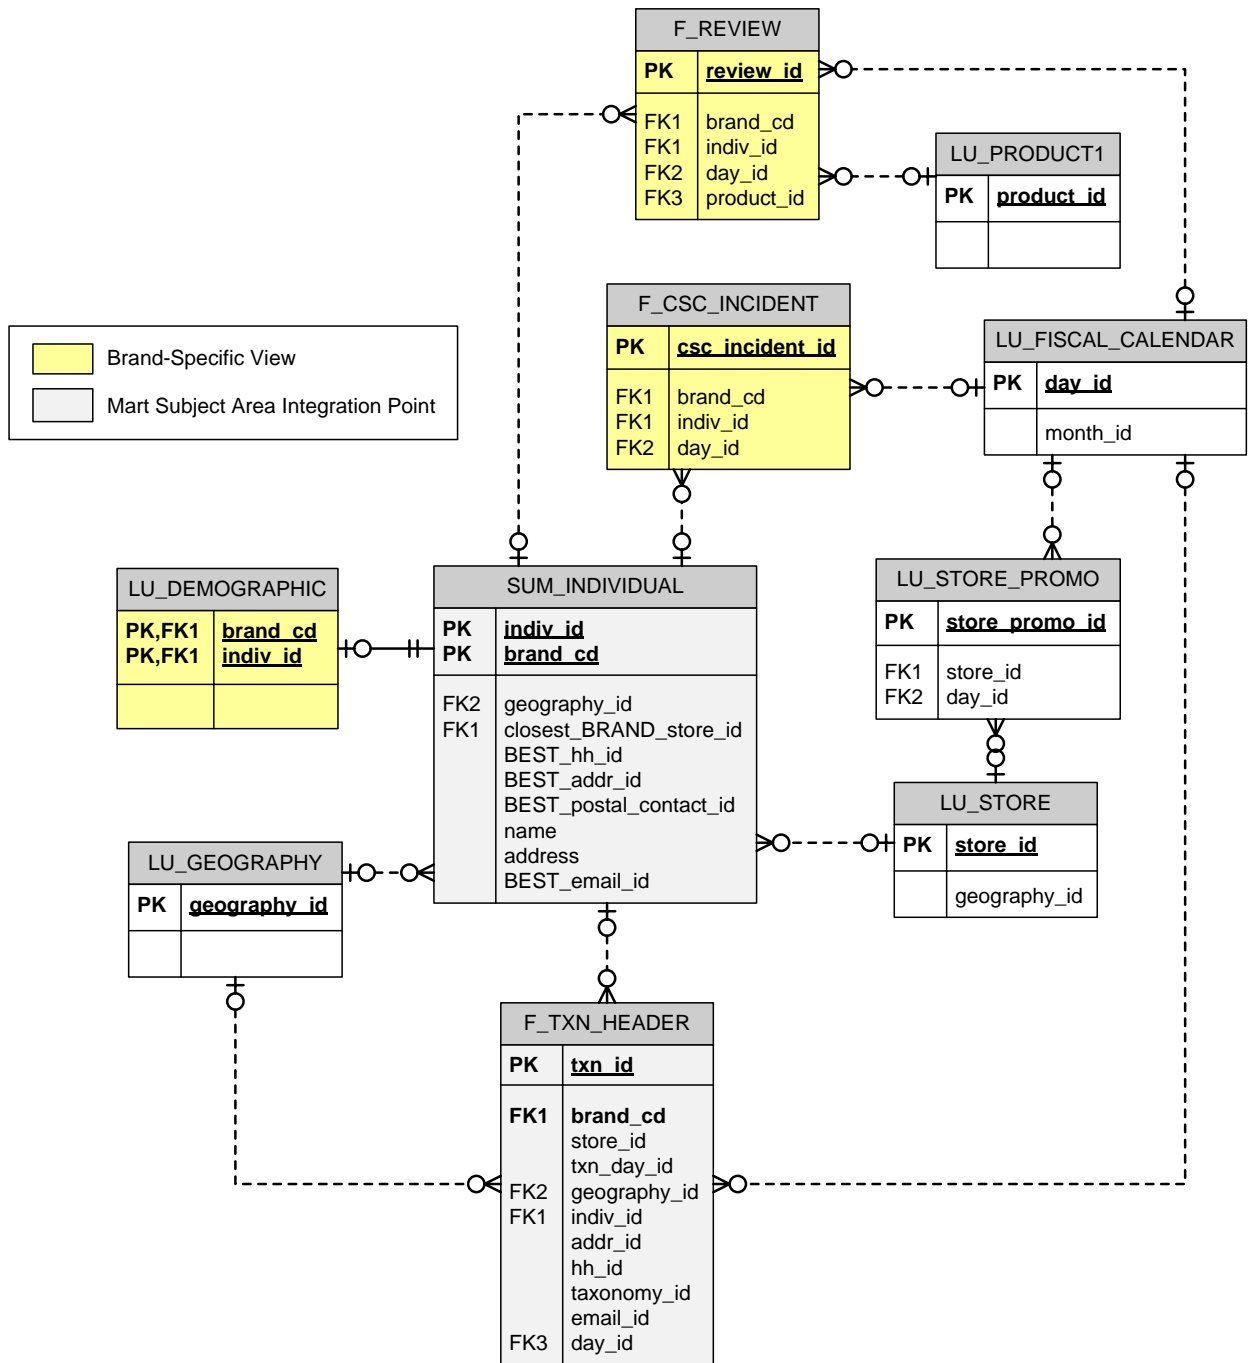 F_REVIEW
PK review_id
FK1 brand_cd
FK1 indiv_id
FK2 day_id
FK3 product_id
LU_PRODUCT1
PK product_id
Brand-Specific View
Mart Subject Area Integration Point
F_CSC_INCIDENT
PK csc_incident_id
FK1 brand_cd
FK1 indiv_id
FK2 day_id
LU_FISCAL_CALENDAR
PK day_id
month_id
LU_DEMOGRAPHIC
PK,FK1 brand_cd
PK,FK1 indiv_id
SUM_INDIVIDUAL
PK indiv_id
PK brand_cd
FK2 geography_id
FK1 closest_BRAND_store_id
BEST_hh_id
BEST_addr_id
BEST_postal_contact_id
name
address
BEST_email_id
LU_STORE_PROMO
PK store_promo_id
FK1 store_id
FK2 day_id
LU_STORE
PK store_id
geography_id
LU_GEOGRAPHY
PK geography_id
F_TXN_HEADER
PK txn_id
FK1 brand_cd
store_id
txn_day_id
FK2 geography_id
FK1 indiv_id
addr_id
hh_id
taxonomy_id
email_id
FK3 day_id